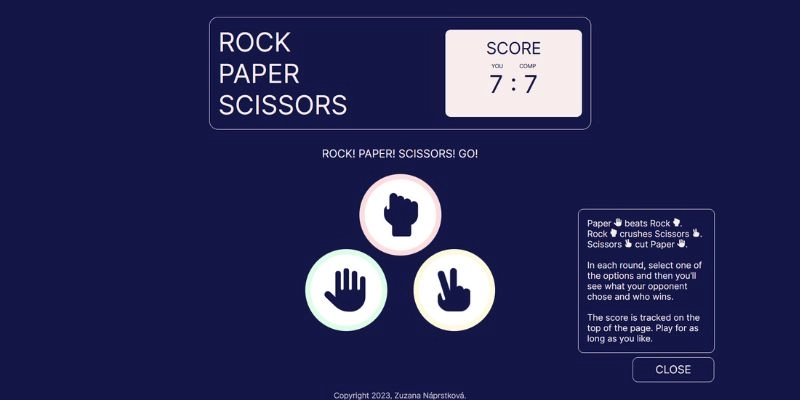 ROCK
PAPER
SCISSORS
SCORE
YOU COMP
7 : 7
ROCK! PAPER! SCISSORS! GO!
Paper beats Rock .
Rock crushes Scissors .
Scissors cut Paper .
In each round, select one of
the options and then you'll
see what your opponent
chose and who wins.
The score is tracked on the
top of the page. Play for as
long as you like.
CLOSE
Copyright 2023, Zuzana Náprstková.